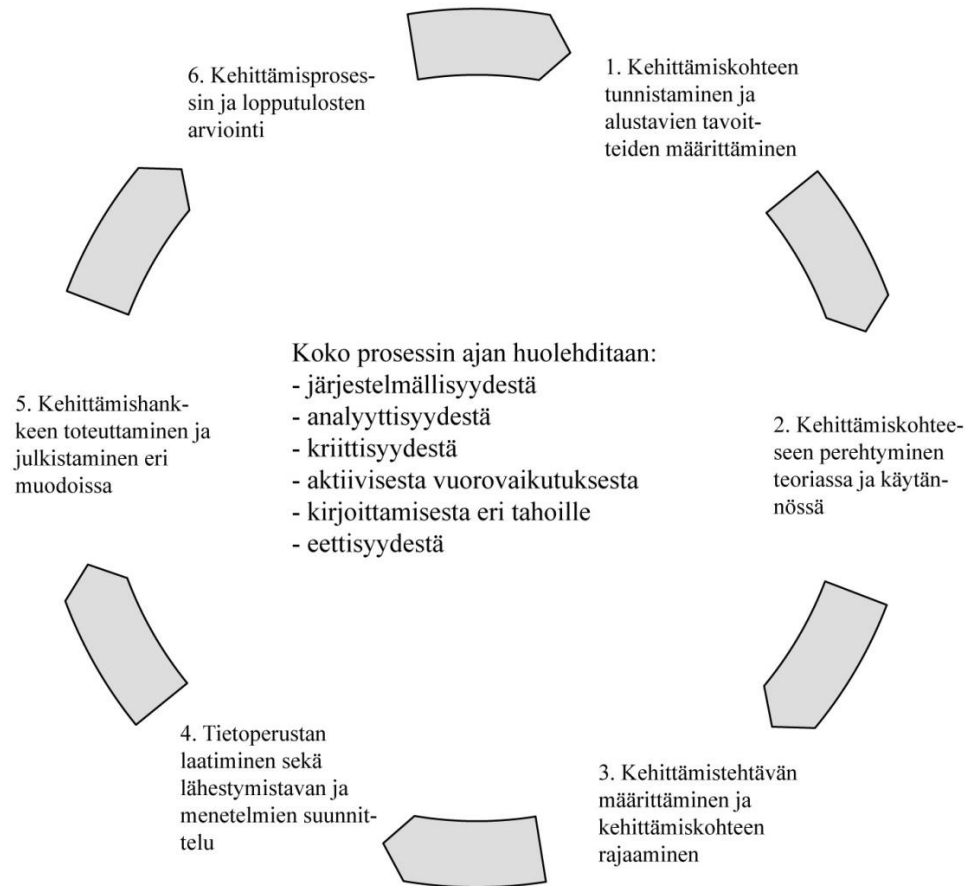 1. Kehittämiskohteen
tunnistaminen ja
alustavien tavoit-
teiden määrittäminen
2. Kehittämiskohtee-
seen perehtyminen
teoriassa ja käytän-
nössä
3. Kehittämistehtävän
määrittäminen ja
kehittämiskohteen
rajaaminen
4. Tietoperustan
laatiminen sekä
lähestymistavan ja
menetelmien suunnit-
telu
5. Kehittämishank-
keen toteuttaminen ja
julkistaminen eri
muodoissa
6. Kehittämisproses-
sin ja lopputulosten
arviointi
Koko prosessin ajan huolehditaan:
- järjestelmällisyydestä
- analyyttisyydestä
- kriittisyydestä
- aktiivisesta vuorovaikutuksesta
- kirjoittamisesta eri tahoille
- eettisyydestä